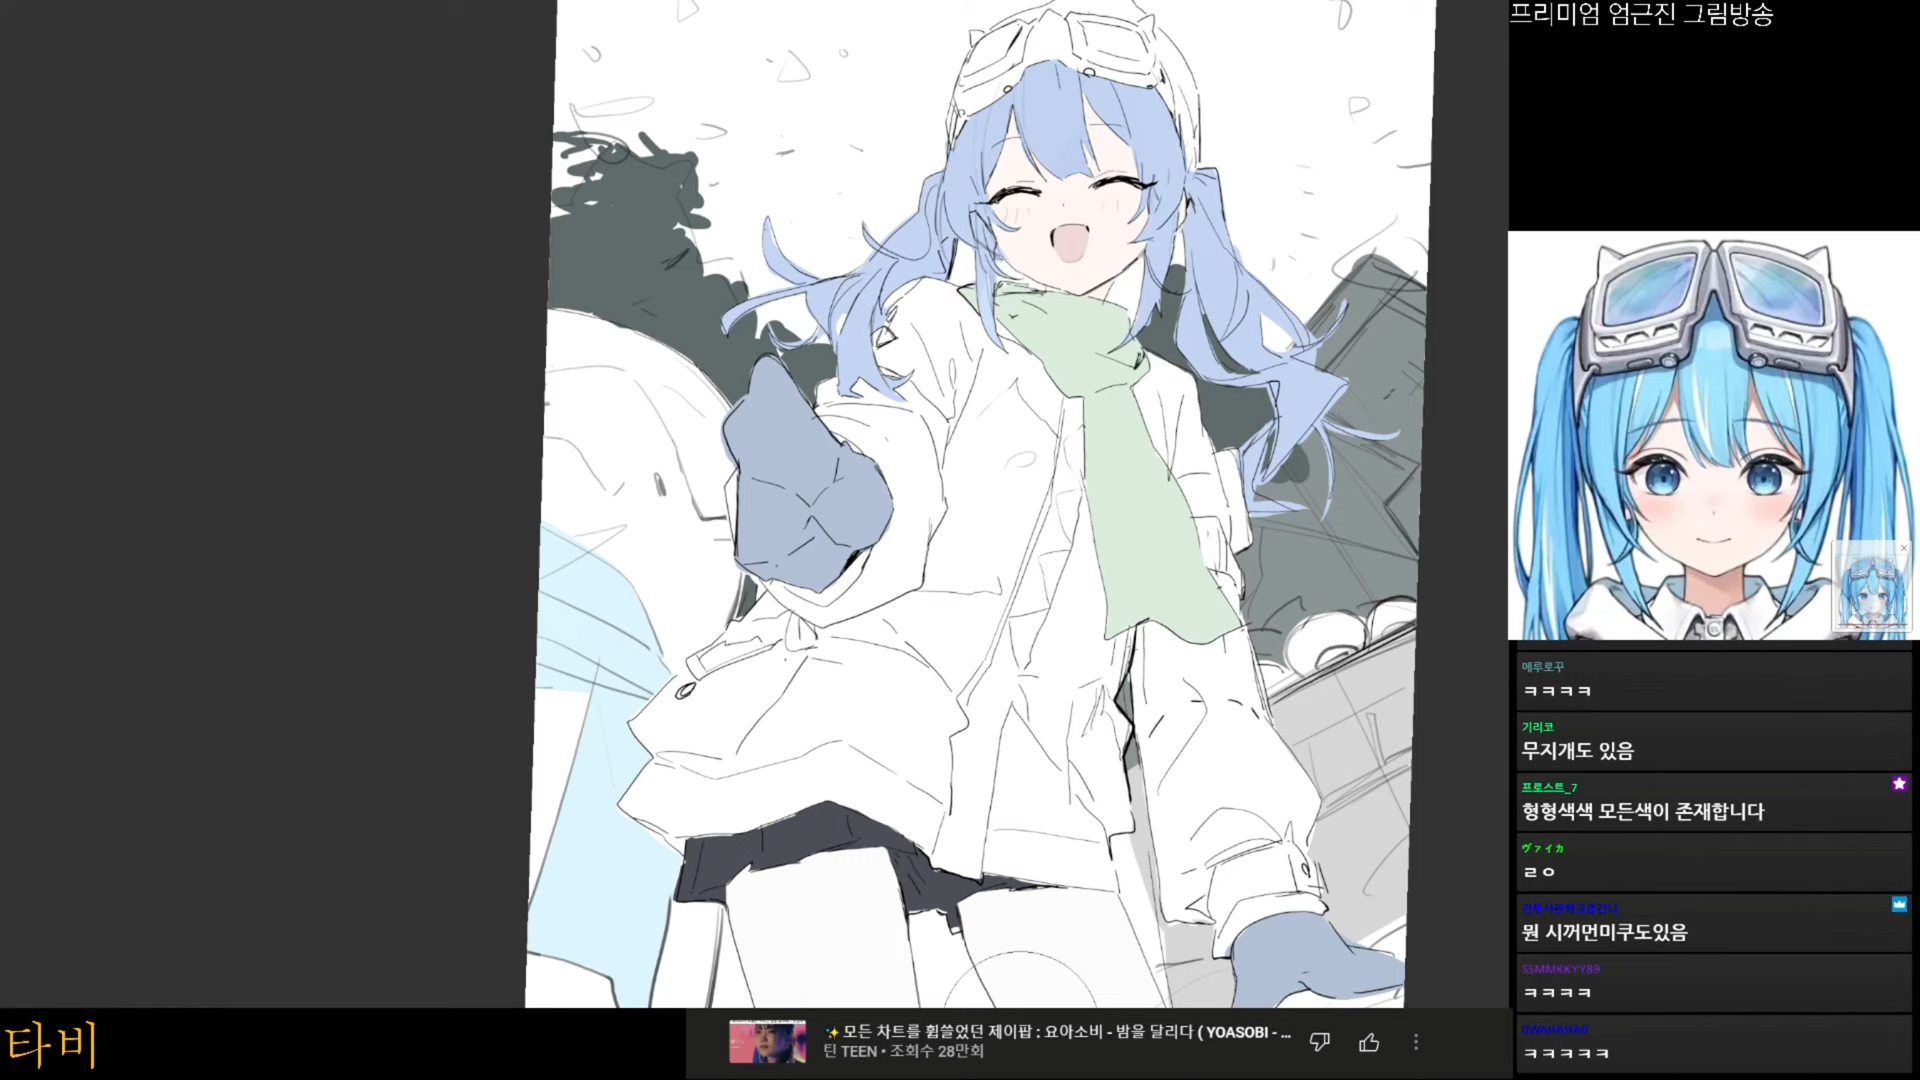 프리미엄 엄근진 그림방송
에루로꾸
ㅋㅋㅋㅋ
기리코
무지개도 있음
프로스트_7
형형색색 모든색이 존재합니다
ヴァイカ
ㄹㅇ
뭔 시꺼먼미쿠도있음
SSMMKKYY89
ㅋㅋㅋㅋ
OWAHAHA0
ㅋㅋㅋㅋㅋ
타비
✨모든 차트를 휩쓸었던 제이팝 : 요아소비 - 밤을 달리다 ( YOASOBI - ...
틴 TEEN • 조회수 28만회